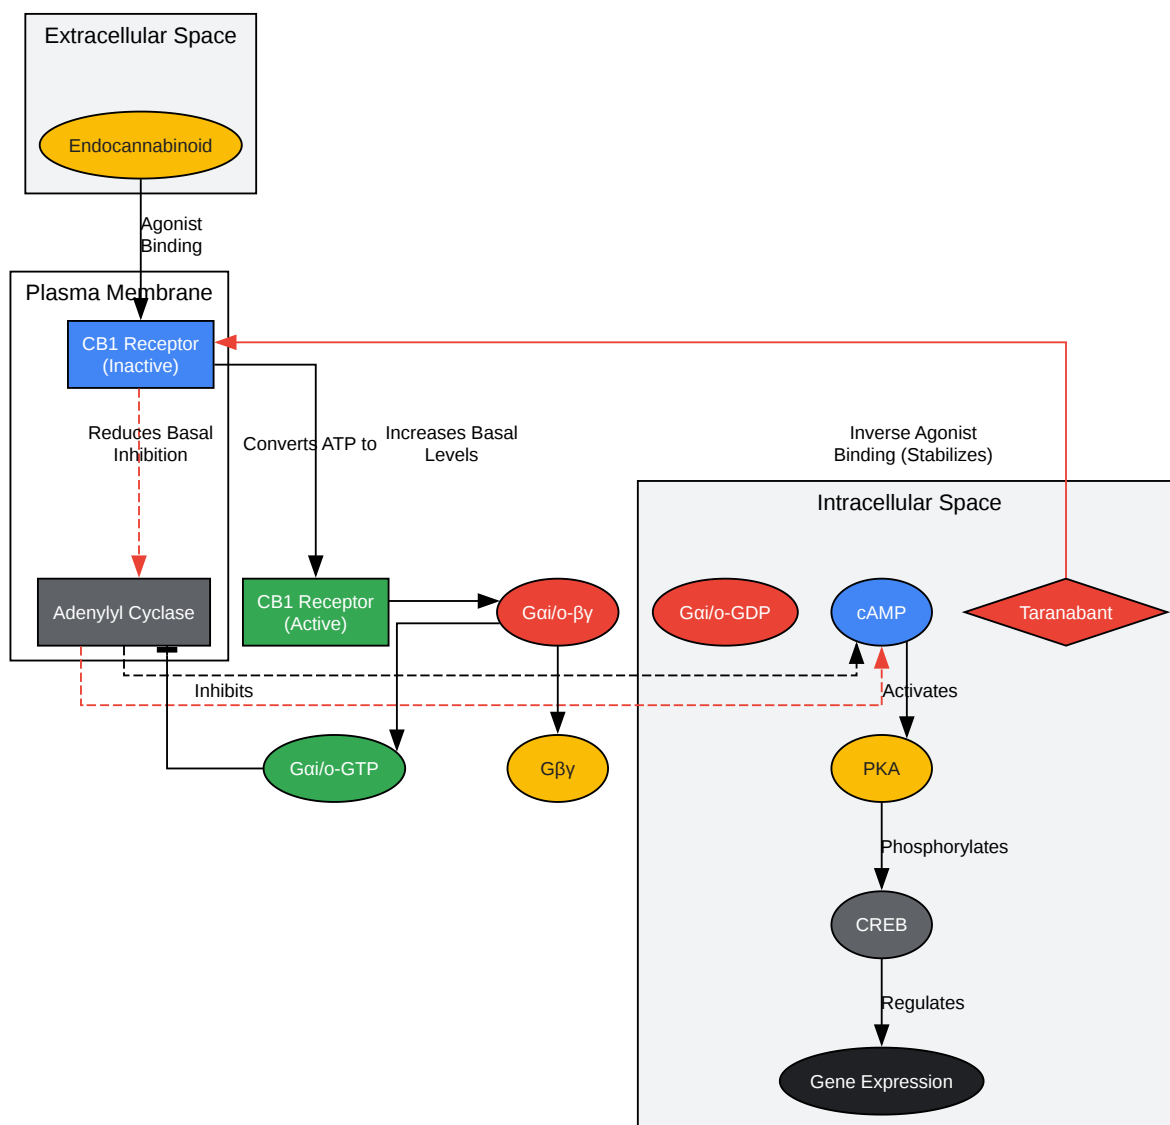 Extracellular Space
Endocannabinoid
Agonist
Binding
Plasma Membrane
CB1 Receptor
(Inactive)
Reduces Basal
Inhibition
Converts ATP to
Increases Basal
Levels
Inverse Agonist
Binding (Stabilizes)
Intracellular Space
Adenylyl Cyclase
CB1 Receptor
(Active)
Gαi/o-βγ
Gαi/o-GDP
cAMP
Taranabant
Inhibits
Activates
Gαi/o-GTP
Gβγ
PKA
Phosphorylates
CREB
Regulates
Gene Expression